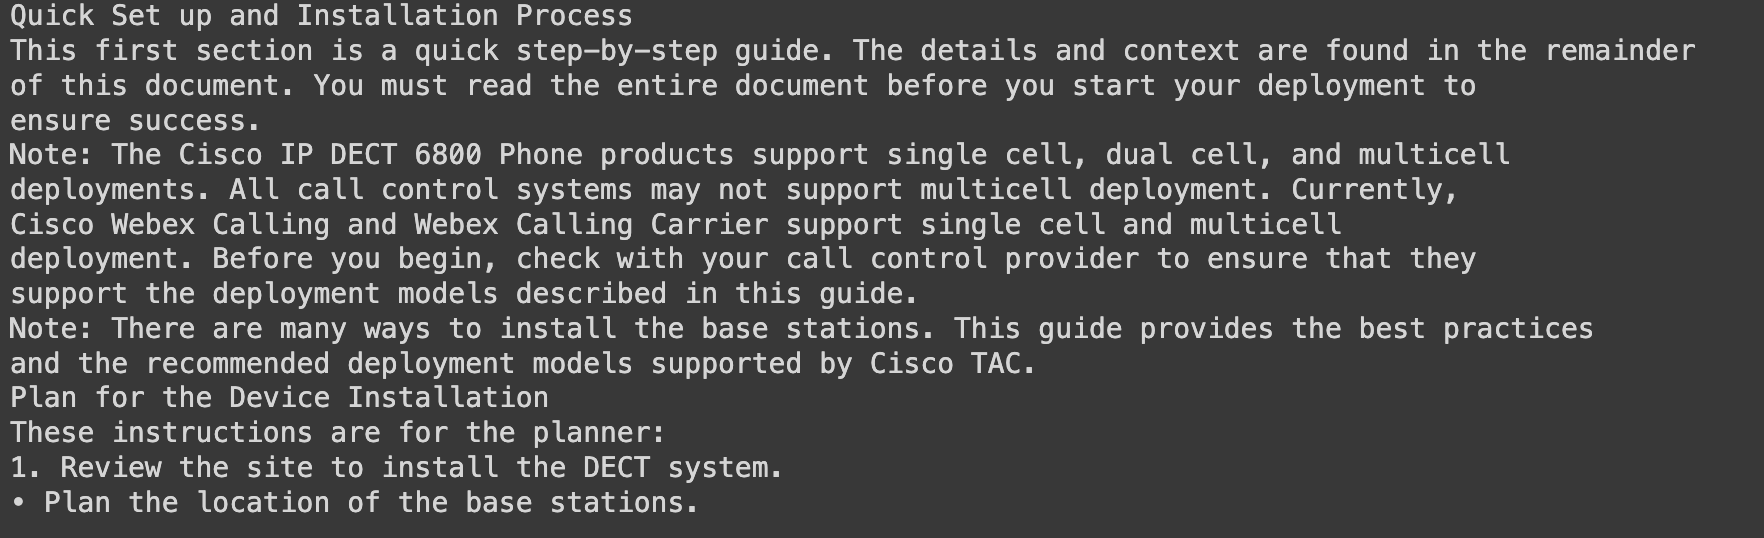 Quick Set up and Installation Process
This first section is a quick step-by-step guide. The details and context are found in the remainder
of this document. You must read the entire document before you start your deployment to
ensure success.
Note: The Cisco IP DECT 6800 Phone products support single cell, dual cell, and multicell
deployments. All call control systems may not support multicell deployment. Currently,
Cisco Webex Calling and Webex Calling Carrier support single cell and multicell
deployment. Before you begin, check with your call control provider to ensure that they
support the deployment models described in this guide.
Note: There are many ways to install the base stations. This guide provides the best practices
and the recommended deployment models supported by Cisco TAC.
Plan for the Device Installation
These instructions are for the planner:
1. Review the site to install the DECT system.
• Plan the location of the base stations.